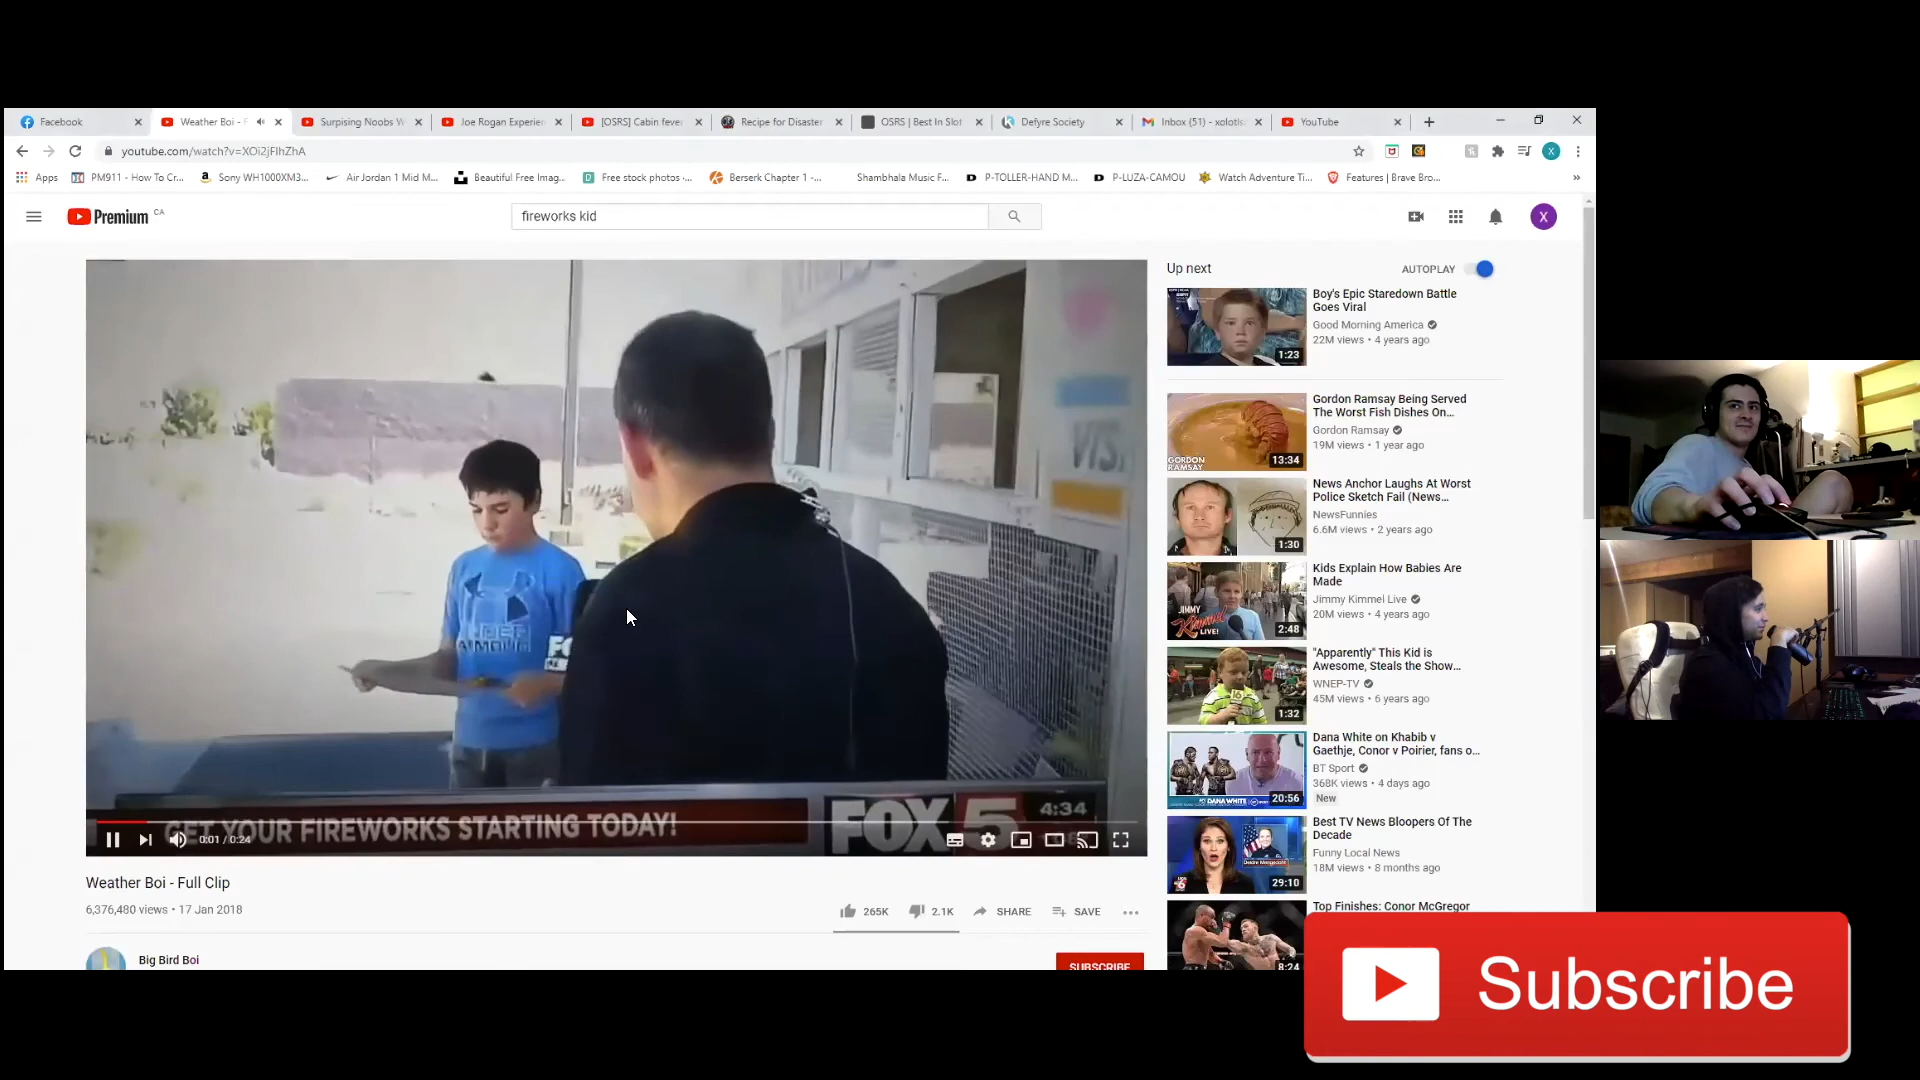 Facebook
Weather Boi - F
Surpising Noobs W
Joe Rogan Experien
[OSRS] Cabin fever
Recipe for Disaster
OSRS | Best In Slot
Defyre Society
Inbox (51) - xolotls
YouTube
youtube.com/watch?v=XOi2jFIhZhA
Apps
PM911 - How To Cr...
Sony WH1000XM3...
Air Jordan 1 Mid M...
Beautiful Free Imag...
Free stock photos -...
Berserk Chapter 1 -...
Shambhala Music F...
P-TOLLER-HAND M...
P-LUZA-CAMOU
Watch Adventure Ti...
Features | Brave Bro...
Premium CA
fireworks kid
X
X
GET YOUR FIREWORKS STARTING TODAY!
FOX 5
4:34
0:01 / 0:24
Weather Boi - Full Clip
6,376,480 views • 17 Jan 2018
265K
2.1K
SHARE
SAVE
Big Bird Boi
SUBSCRIBE
Up next
AUTOPLAY
Boy's Epic Staredown Battle
Goes Viral
Good Morning America
22M views • 4 years ago
1:23
Gordon Ramsay Being Served
The Worst Fish Dishes On...
Gordon Ramsay
19M views • 1 year ago
GORDON
RAMSAY
13:34
News Anchor Laughs At Worst
Police Sketch Fail (News...
NewsFunnies
6.6M views • 2 years ago
1:30
Kids Explain How Babies Are
Made
Jimmy Kimmel Live
20M views • 4 years ago
JIMMY
Kimmel
LIVE!
2:48
"Apparently" This Kid is
Awesome, Steals the Show...
WNEP-TV
45M views • 6 years ago
16
1:32
Dana White on Khabib v
Gaethje, Conor v Poirier, fans o...
BT Sport
368K views • 4 days ago
New
DANA WHITE
20:56
Best TV News Bloopers Of The
Decade
Funny Local News
18M views • 8 months ago
29:10
Top Finishes: Conor McGregor
8:24
Subscribe